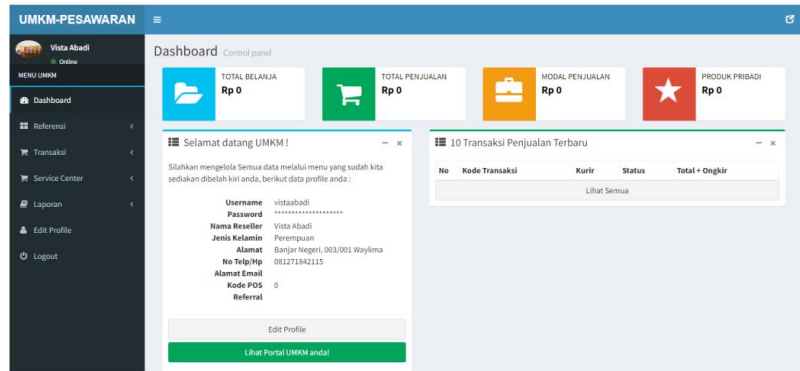 UMKM-PESAWARAN
Vista Abadi
Online
MENU UMKM
Dashboard
Referensi
Transaksi
Service Center
Laporan
Edit Profile
Logout
Dashboard Control panel
TOTAL BELANJA
Rp 0
TOTAL PENJUALAN
Rp 0
MODAL PENJUALAN
Rp 0
PRODUK PRIBADI
Rp 0
Selamat datang UMKM !
Silahkan mengelola Semua data melalui menu yang sudah kita
sediakan dibelah kiri anda, berikut data profile anda :
Username vistaabadi
Password ********************
Nama Reseller Vista Abadi
Jenis Kelamin Perempuan
Alamat Banjar Negeri, 003/001 Waylima
No Telp/Hp 081271842115
Alamat Email
Kode POS 0
Referral
Edit Profile
Lihat Portal UMKM anda!
10 Transaksi Penjualan Terbaru
No Kode Transaksi Kurir Status Total + Ongkir
Lihat Semua